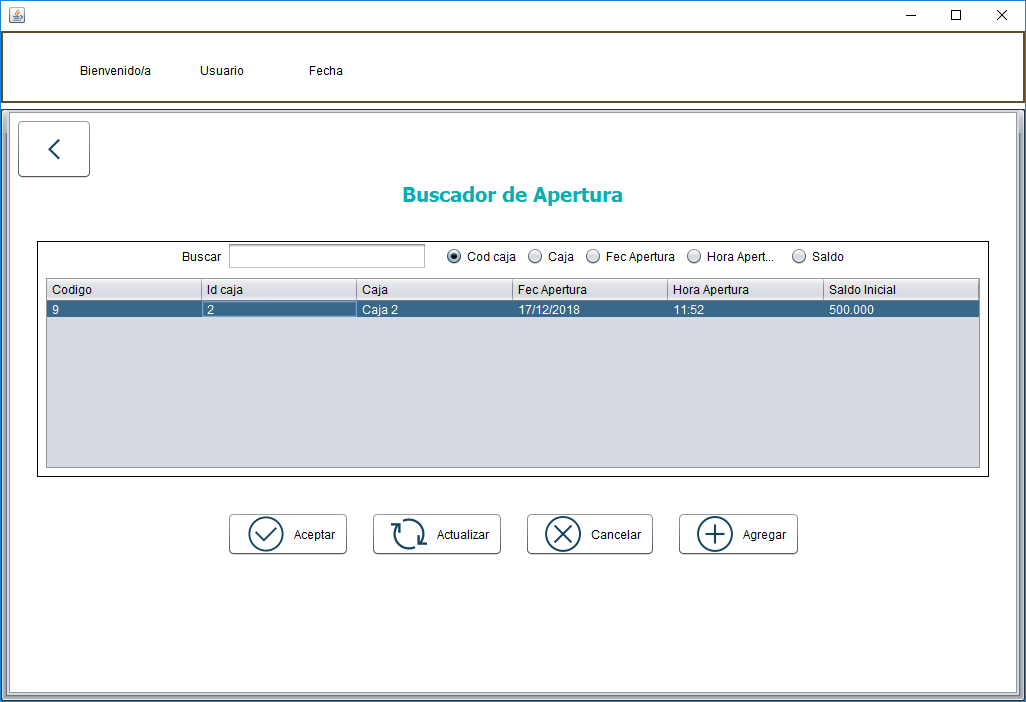 Bienvenido/a Usuario Fecha
Buscador de Apertura
Buscar Cod caja Caja Fec Apertura Hora Apert... Saldo
Codigo Id caja Caja Fec Apertura Hora Apertura Saldo Inicial
9 2 Caja 2 17/12/2018 11:52 500.000
Aceptar Actualizar Cancelar Agregar